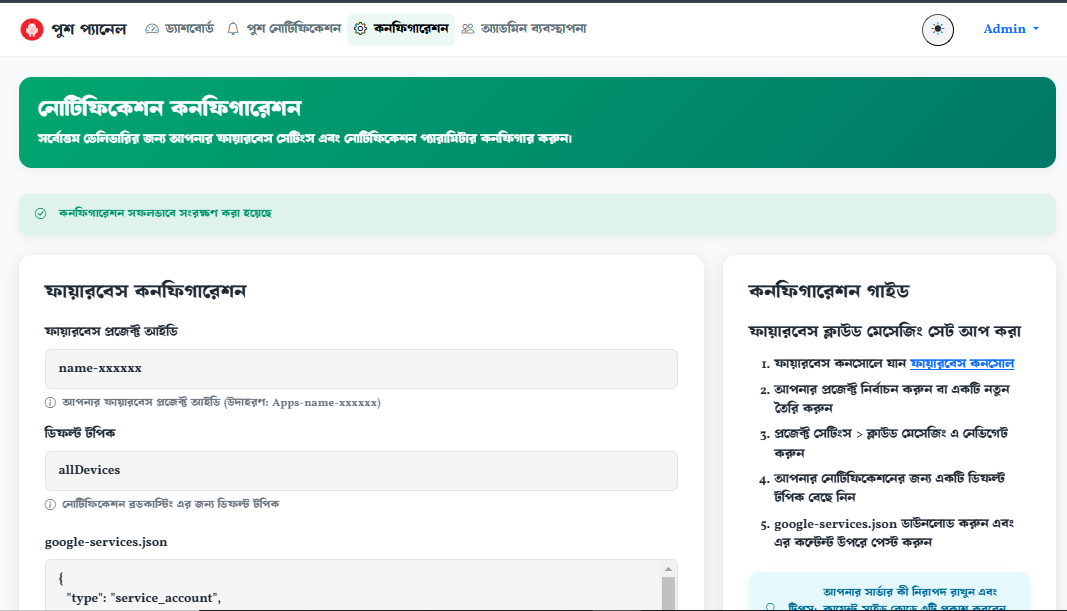 পুশ প্যানেল ড্যাশবোর্ড পুশ নোটিফিকেশন কনফিগারেশন অ্যাডমিন ব্যবস্থাপনা Admin
নোটিফিকেশন কনফিগারেশন
সর্বোত্তম ডেলিভারির জন্য আপনার ফায়ারবেস সেটিংস এবং নোটিফিকেশন প্যারামিটার কনফিগার করুন।
কনফিগারেশন সফলভাবে সংরক্ষণ করা হয়েছে
ফায়ারবেস কনফিগারেশন
ফায়ারবেস প্রজেক্ট আইডি
name-xxxxxx
আপনার ফায়ারবেস প্রজেক্ট আইডি (উদাহরণ: Apps-name-xxxxxx)
ডিফল্ট টপিক
allDevices
নোটিফিকেশন ব্রডকাস্টিং এর জন্য ডিফল্ট টপিক
google-services.json
{
"type": "service_account",
কনফিগারেশন গাইড
ফায়ারবেস ক্লাউড মেসেজিং সেট আপ করা
1. ফায়ারবেস কনসোলে যান ফায়ারবেস কনসোল
2. আপনার প্রজেক্ট নির্বাচন করুন বা একটি নতুন
তৈরি করুন
3. প্রজেক্ট সেটিংস > ক্লাউড মেসেজিং এ নেভিগেট
করুন
4. আপনার নোটিফিকেশনের জন্য একটি ডিফল্ট
টপিক বেছে নিন
5. google-services.json ডাউনলোড করুন এবং
এর কন্টেন্ট উপরে পেস্ট করুন
আপনার সার্ভার কী নিরাপদ রাখুন এবং
টিপস: ক্লায়েন্ট সাইড কোডে এটি প্রকাশ করবেন